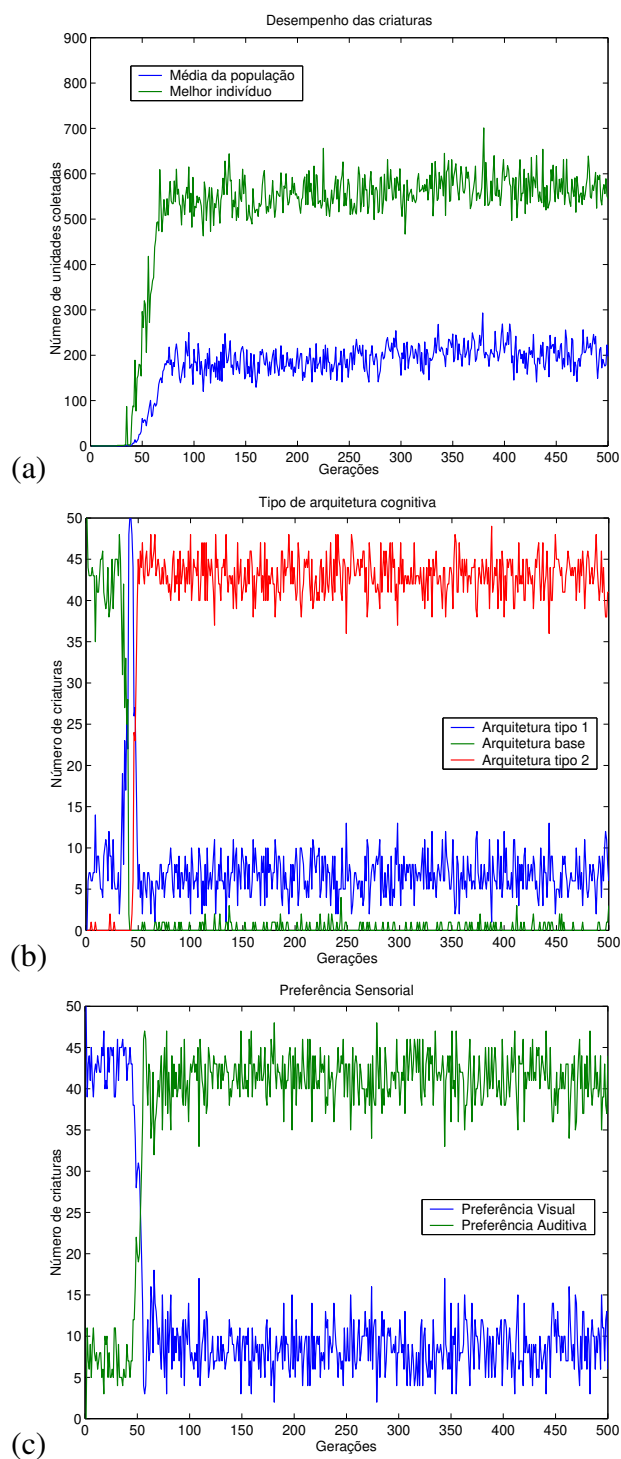 Desempenho das criaturas
900
800
700
600
500
400
300
200
100
0
Número de unidades coletadas
Média da população
Melhor indivíduo
0 50 100 150 200 250 300 350 400 450 500
Gerações
(a)
Tipo de arquitetura cognitiva
50
45
40
35
30
25
20
15
10
5
0
Número de criaturas
Arquitetura tipo 1
Arquitetura base
Arquitetura tipo 2
0 50 100 150 200 250 300 350 400 450 500
Gerações
(b)
Preferência Sensorial
50
45
40
35
30
25
20
15
10
5
0
Número de criaturas
Preferência Visual
Preferência Auditiva
0 50 100 150 200 250 300 350 400 450 500
Gerações
(c)